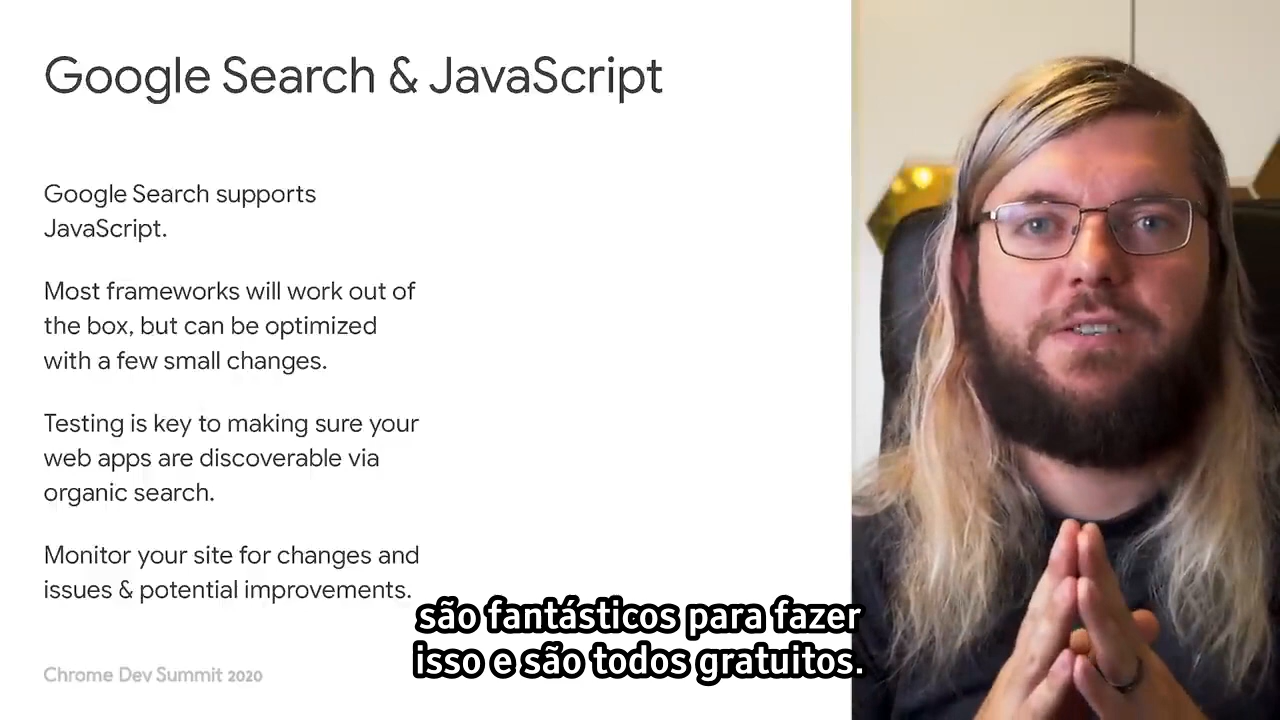 Google Search & JavaScript
Google Search supports
JavaScript.
Most frameworks will work out of
the box, but can be optimized
with a few small changes.
Testing is key to making sure your
web apps are discoverable via
organic search.
Monitor your site for changes and
issues & potential improvements.
são fantásticos para fazer
isso e são todos gratuitos.
Chrome Dev Summit 2020